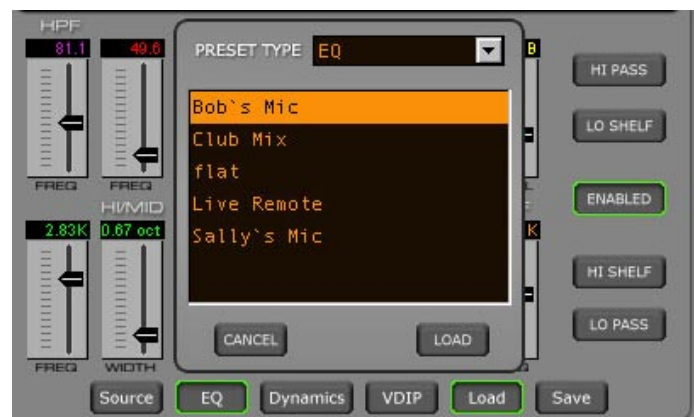 HPF
81.1
49.6
PRESET TYPE
EQ
B
HI PASS
Bob`s Mic
LO SHELF
Club Mix
flat
FREQ
FREQ
L
Live Remote
ENABLED
HI/MID
F
2.83K
0.67 oct
Sally`s Mic
K
HI SHELF
CANCEL
LOAD
LO PASS
FREQ
WIDTH
Source
EQ
Dynamics
VDIP
Load
Save